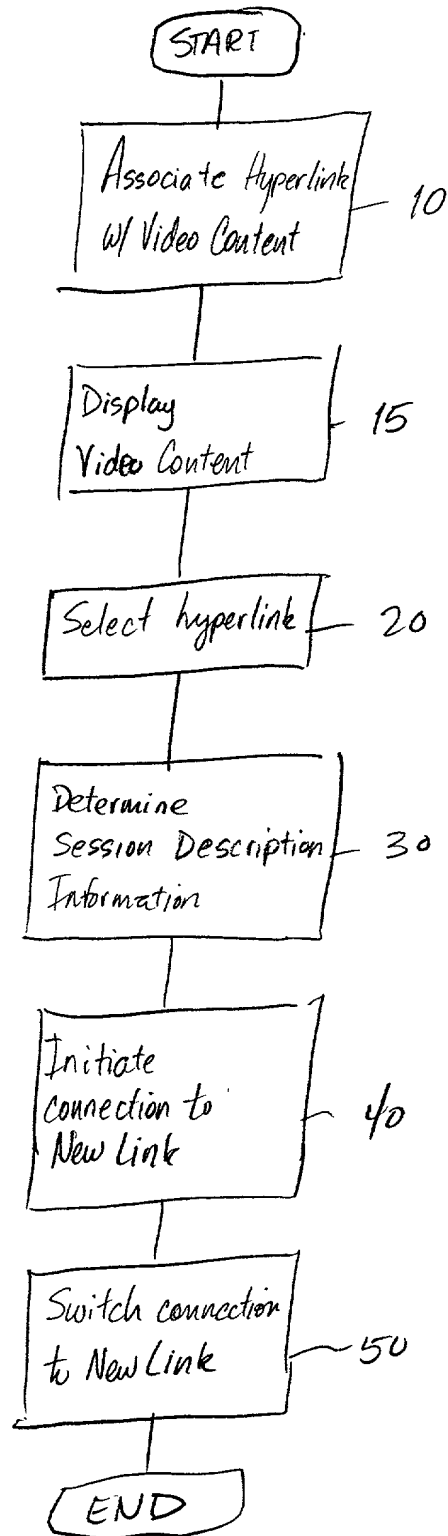 START
Associate Hyperlink
w/ Video Content
10
Display
Video Content
15
Select hyperlink
20
Determine
Session Description
Information
30
Initiate
connection to
New Link
40
Switch connection
to New Link
50
END